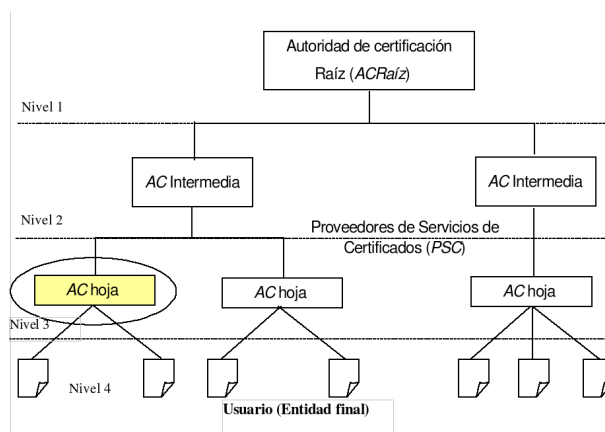 Autoridad de certificación
Raíz (ACRaíz)
Nivel 1
AC Intermedia
AC Intermedia
Nivel 2
Proveedores de Servicios de
Certificados (PSC)
AC hoja
AC hoja
AC hoja
Nivel 3
Nivel 4
Usuario (Entidad final)